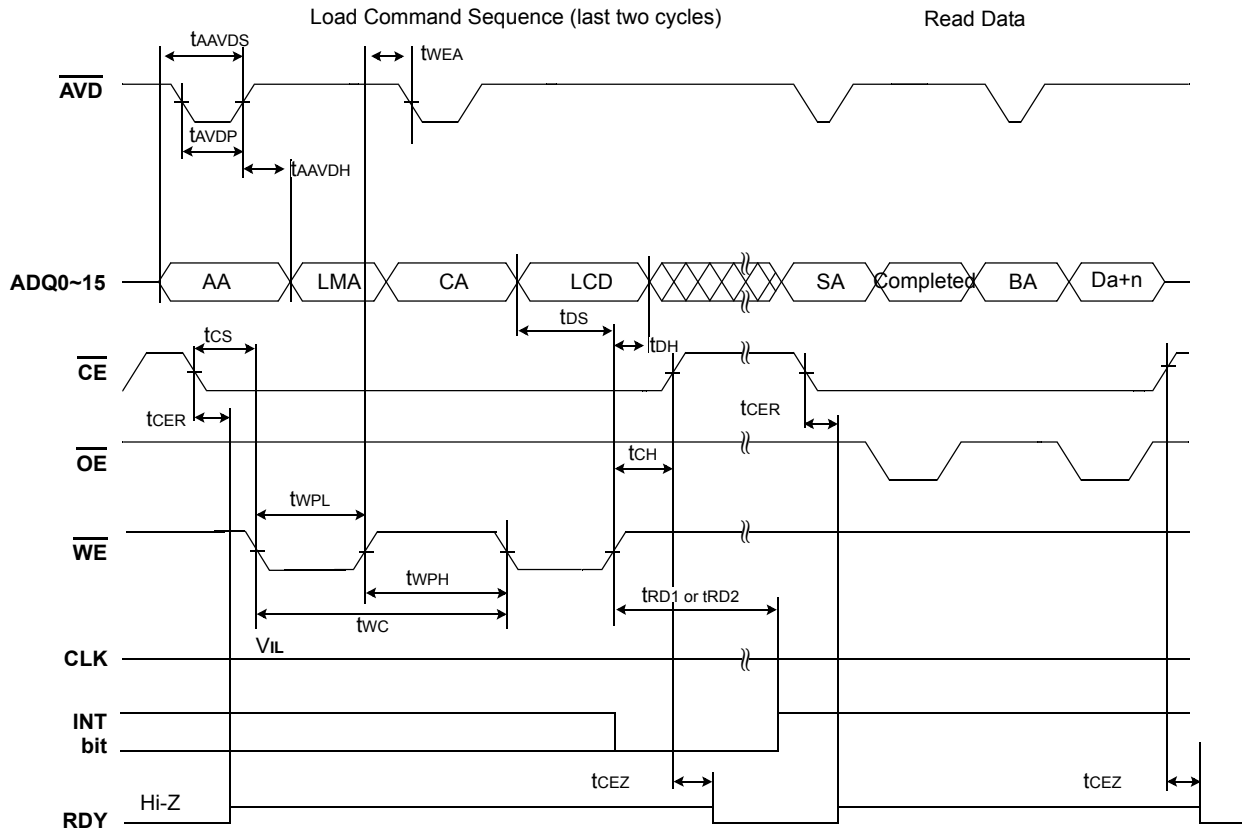 Load Command Sequence (last two cycles)
Read Data
tAAVDS
tWEA
AVD
tAVDP
tAAVDH
ADQ0~15
AA
LMA
CA
LCD
SA
Completed
BA
Da+n
tDS
tCS
tDH
CE
tCER
tCER
OE
tCH
tWPL
WE
tWPH
tRD1 or tRD2
tWC
VIL
CLK
INT
bit
tCEZ
tCEZ
Hi-Z
RDY